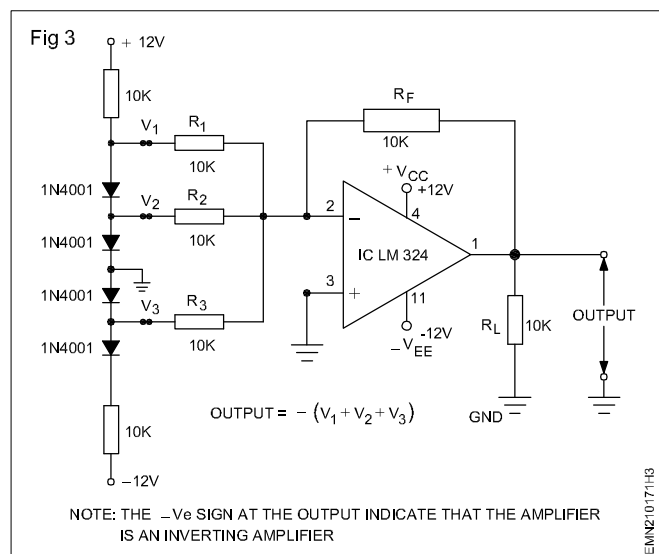 Fig 3
+ 12V
10K
V1
R1
10K
1N4001
V2
R2
10K
1N4001
1N4001
V3
R3
10K
1N4001
10K
–12V
RF
10K
+ VCC
+12V
2
–
4
IC LM 324
1
3
+
11
-12V
– VEE
RL
10K
OUTPUT
GND
OUTPUT = – (V1 + V2 + V3)
NOTE: THE –Ve SIGN AT THE OUTPUT INDICATE THAT THE AMPLIFIER
IS AN INVERTING AMPLIFIER
EMN210171H3